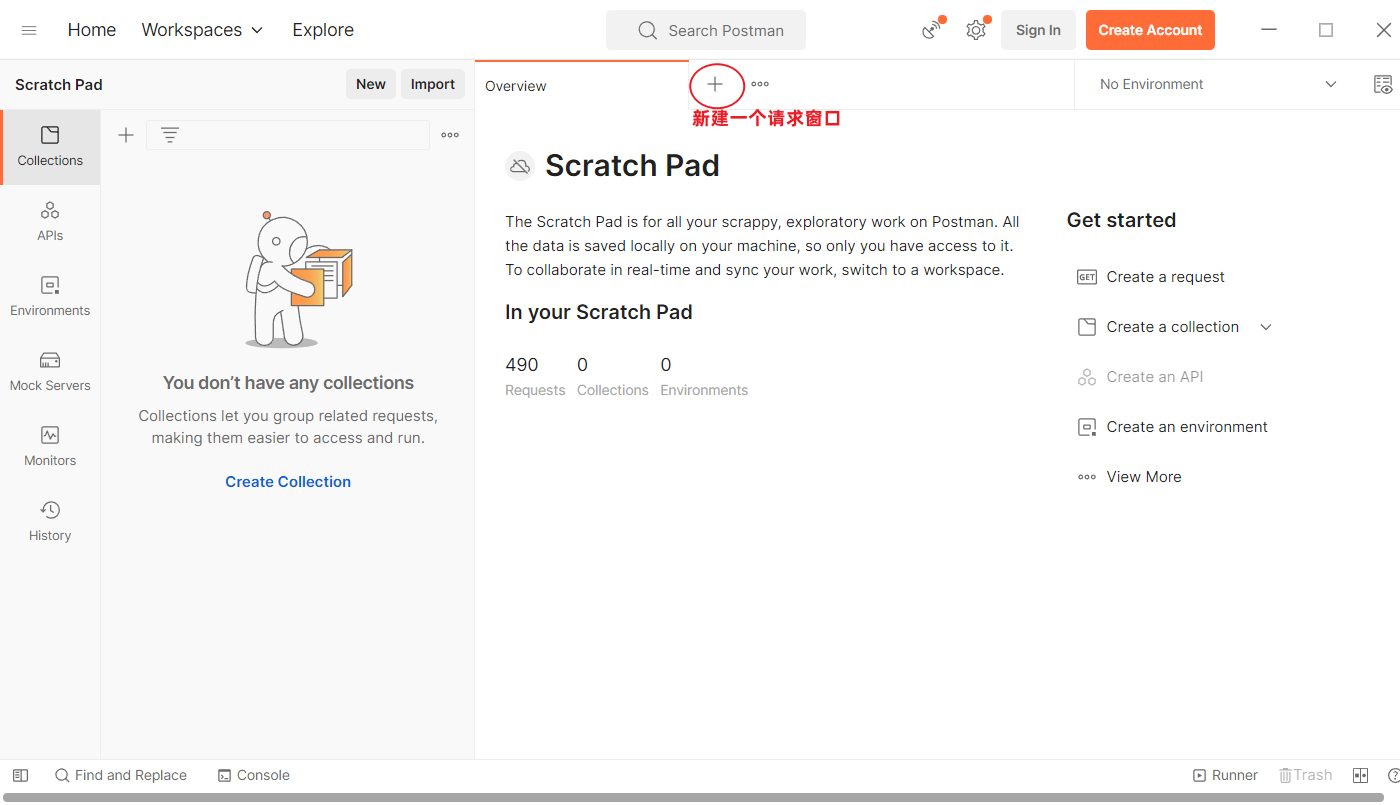 Home Workspaces Explore Search Postman Sign In Create Account
Scratch Pad New Import Overview No Environment
新建一个请求窗口
Collections
APIs
Environments
Mock Servers
Monitors
History
You don’t have any collections
Collections let you group related requests,
making them easier to access and run.
Create Collection
Scratch Pad
The Scratch Pad is for all your scrappy, exploratory work on Postman. All
the data is saved locally on your machine, so only you have access to it.
To collaborate in real-time and sync your work, switch to a workspace.
In your Scratch Pad
490 0 0
Requests Collections Environments
Get started
GET Create a request
Create a collection
Create an API
Create an environment
View More
Find and Replace Console Runner Trash